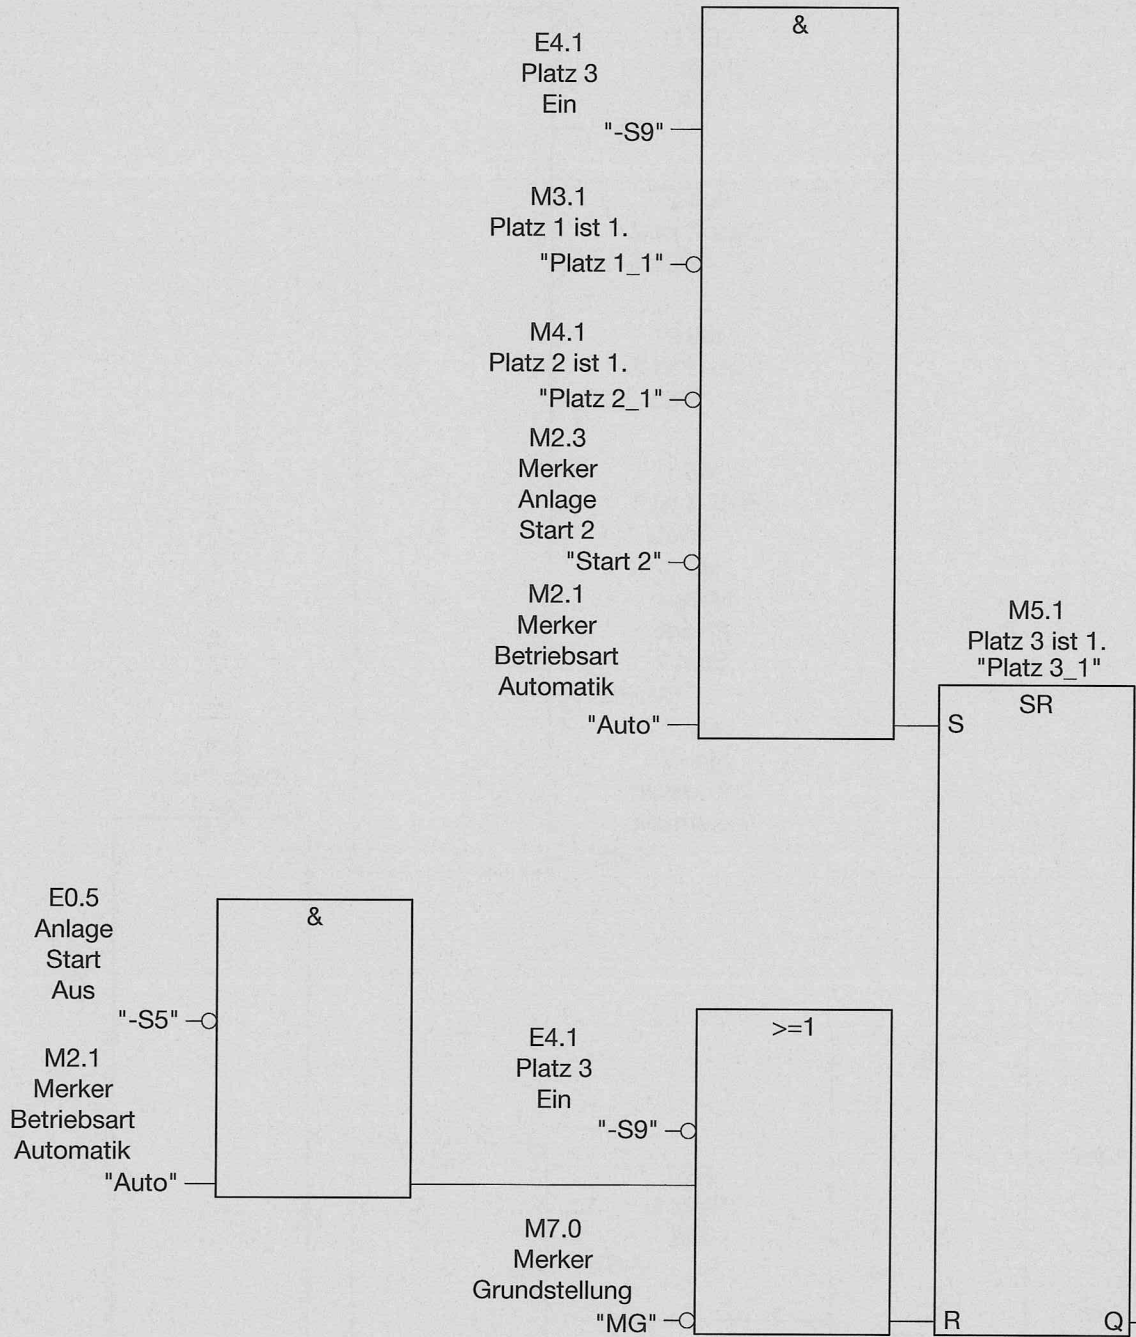 &
E4.1
Platz 3
Ein
"-S9"
M3.1
Platz 1 ist 1.
"Platz 1_1"
M4.1
Platz 2 ist 1.
"Platz 2_1"
M2.3
Merker
Anlage
Start 2
"Start 2"
M2.1
Merker
Betriebsart
Automatik
"Auto"
M5.1
Platz 3 ist 1.
"Platz 3_1"
SR
S
E0.5
Anlage
Start
Aus
"-S5"
M2.1
Merker
Betriebsart
Automatik
"Auto"
&
E4.1
Platz 3
Ein
"-S9"
>=1
M7.0
Merker
Grundstellung
"MG"
R
Q